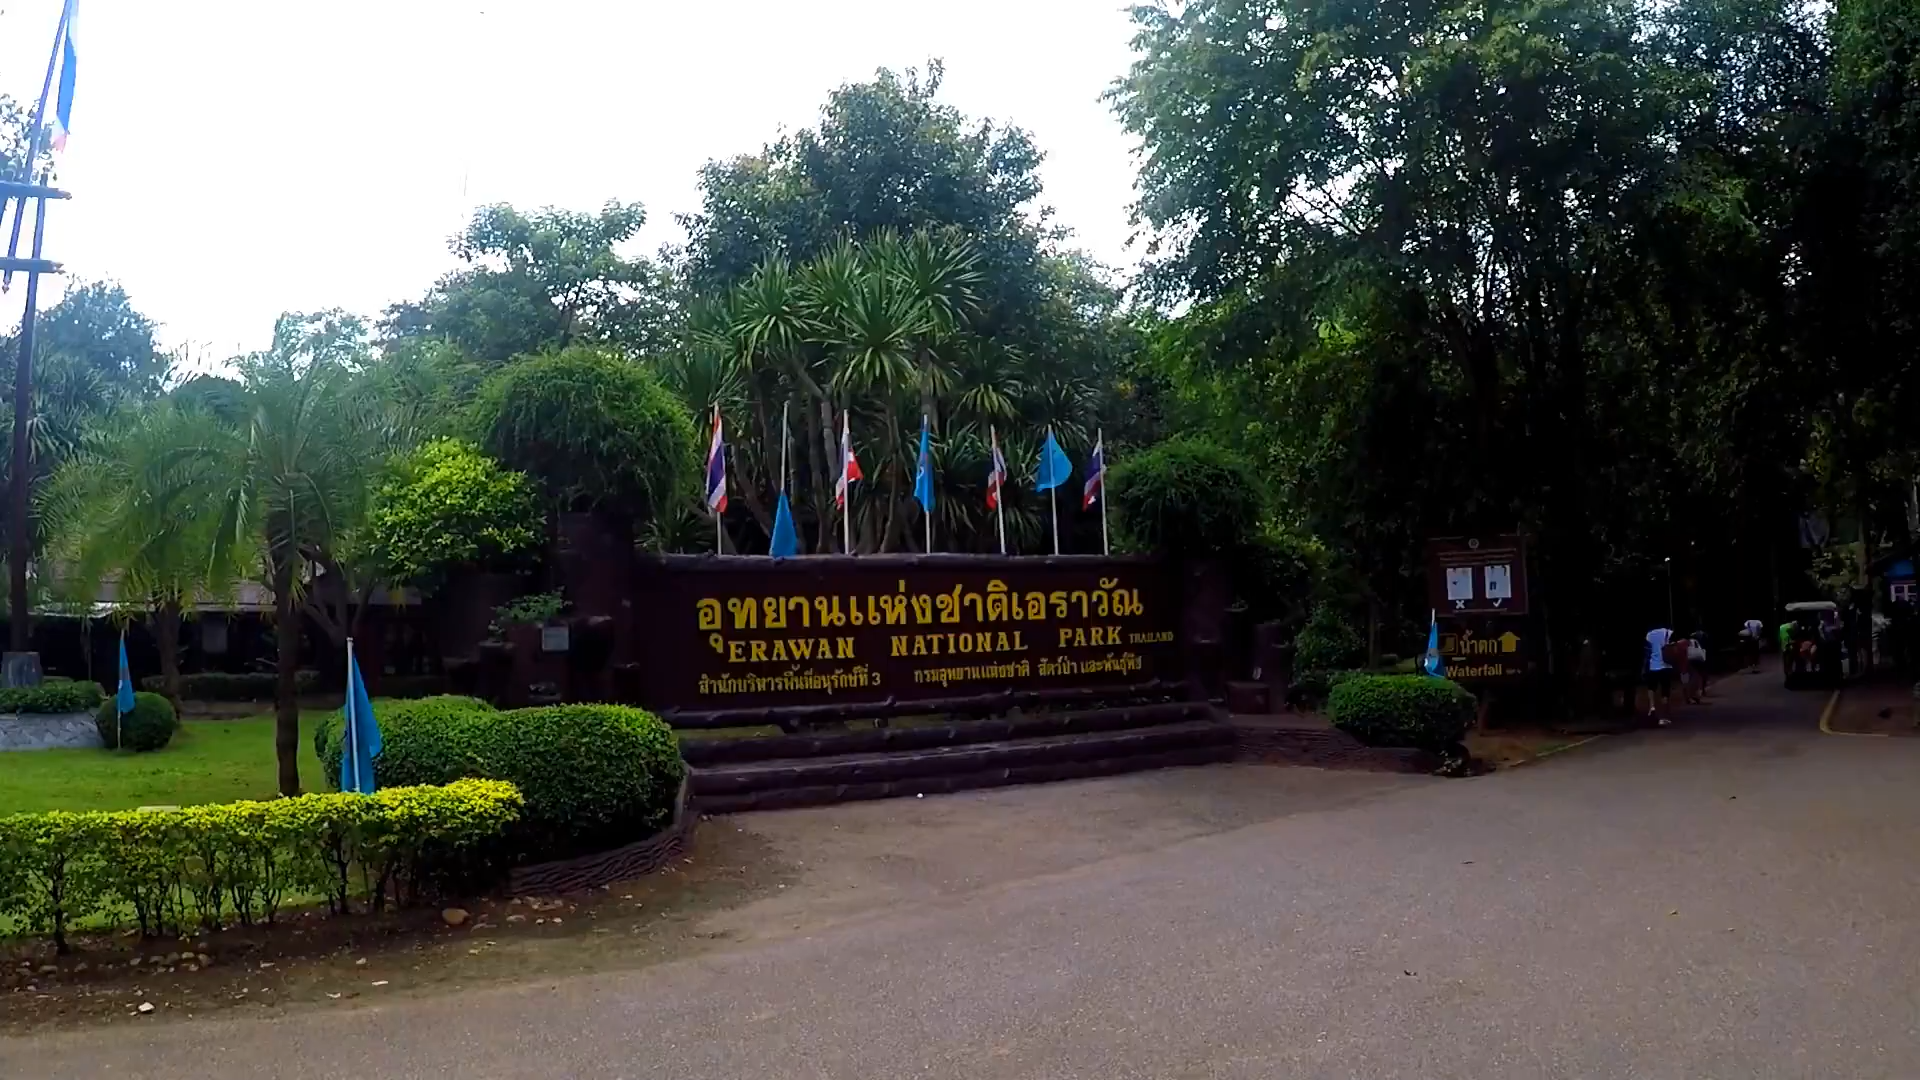 อุทยานแห่งชาติเอราวัณ
ERAWAN NATIONAL PARK THAILAND
สำนักบริหารพื้นที่อนุรักษ์ที่ 3 กรมอุทยานแห่งชาติ สัตว์ป่า และพันธุ์พืช
น้ำตก
Waterfall